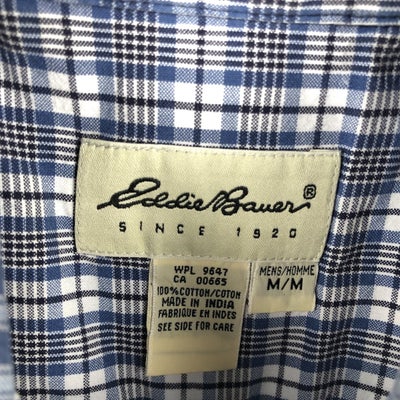 Eddie Bauer®
SINCE 1920
WPL 9647
CA 00665
100%COTTON/COTON
MADE IN INDIA
FABRIQUE EN INDES
SEE SIDE FOR CARE
MENS/HOMME
M/M